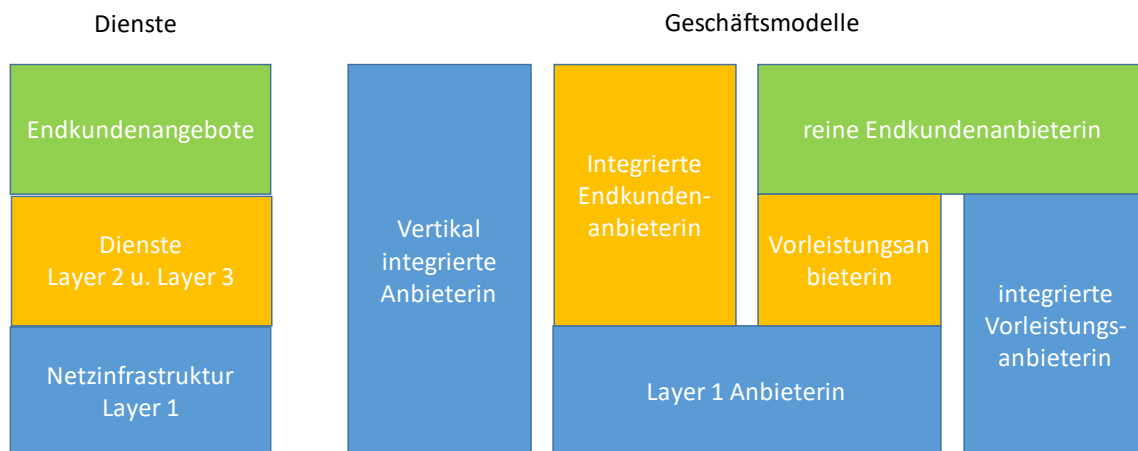 Dienste
Geschäftsmodelle
Endkundenangebote
Dienste
Layer 2 u. Layer 3
Netzinfrastruktur
Layer 1
Vertikal
integrierte
Anbieterin
Integrierte
Endkunden-
anbieterin
reine Endkundenanbieterin
Vorleistungsan
bieterin
integrierte
Vorleistungs-
anbieterin
Layer 1 Anbieterin